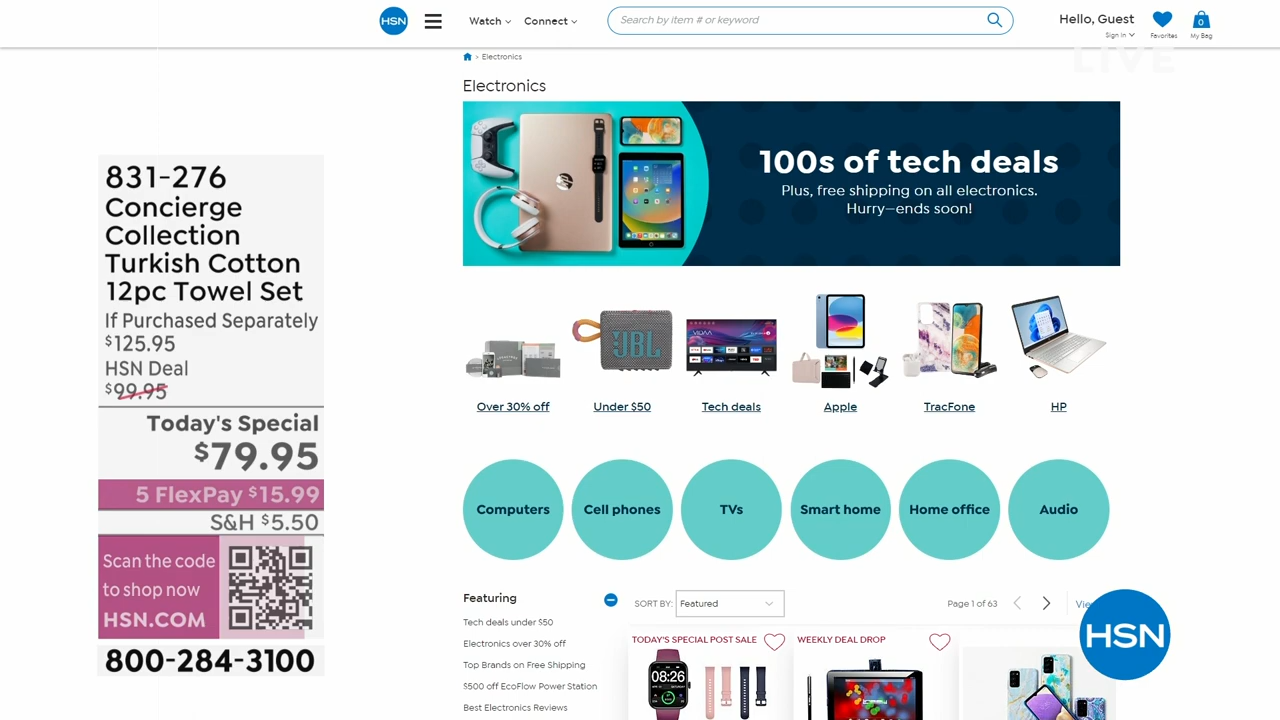 HSN
Watch
Connect
Search by item # or keyword
Hello, Guest
Sign In
Favorites
0
My Bag
LIVE
> Electronics
Electronics
100s of tech deals
Plus, free shipping on all electronics.
Hurry—ends soon!
831-276
Concierge
Collection
Turkish Cotton
12pc Towel Set
If Purchased Separately
$125.95
HSN Deal
$99.95
Today's Special
$79.95
5 FlexPay $15.99
S&H $5.50
Scan the code
to shop now
HSN.COM
800-284-3100
JBL
Over 30% off
Under $50
Tech deals
Apple
TracFone
HP
Computers
Cell phones
TVs
Smart home
Home office
Audio
Featuring
Tech deals under $50
Electronics over 30% off
Top Brands on Free Shipping
$500 off EcoFlow Power Station
Best Electronics Reviews
SORT BY:
Featured
Page 1 of 63
TODAY'S SPECIAL POST SALE
WEEKLY DEAL DROP
08:26
HSN